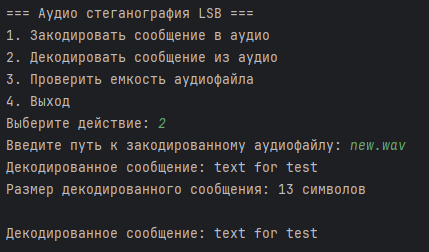 === Аудио стеганография LSB ===
1. Закодировать сообщение в аудио
2. Декодировать сообщение из аудио
3. Проверить емкость аудиофайла
4. Выход
Выберите действие: 2
Введите путь к закодированному аудиофайлу: new.wav
Декодированное сообщение: text for test
Размер декодированного сообщения: 13 символов
Декодированное сообщение: text for test